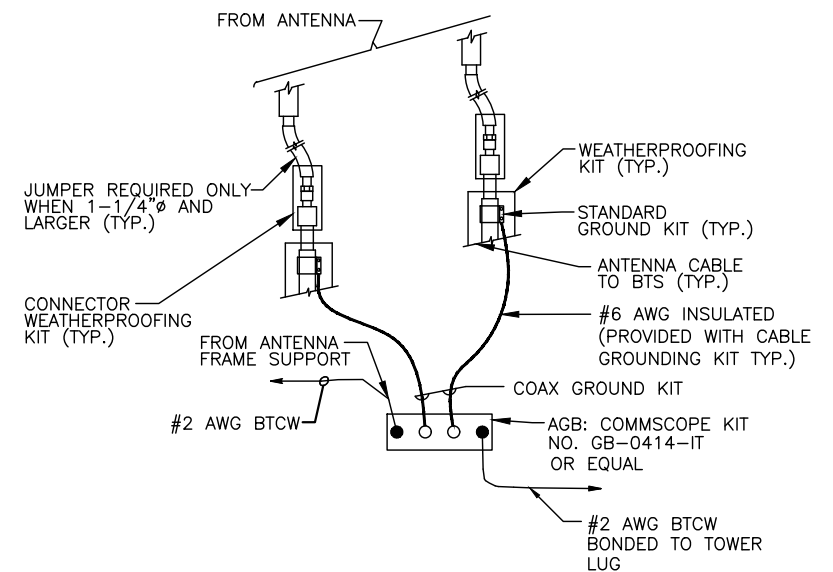 FROM ANTENNA
WEATHERPROOFING
KIT (TYP.)
JUMPER REQUIRED ONLY
WHEN 1-1/4"ø AND
LARGER (TYP.)
STANDARD
GROUND KIT (TYP.)
ANTENNA CABLE
TO BTS (TYP.)
CONNECTOR
WEATHERPROOFING
KIT (TYP.)
#6 AWG INSULATED
(PROVIDED WITH CABLE
GROUNDING KIT TYP.)
FROM ANTENNA
FRAME SUPPORT
COAX GROUND KIT
#2 AWG BTCW
AGB: COMMSCOPE KIT
NO. GB-0414-IT
OR EQUAL
#2 AWG BTCW
BONDED TO TOWER
LUG